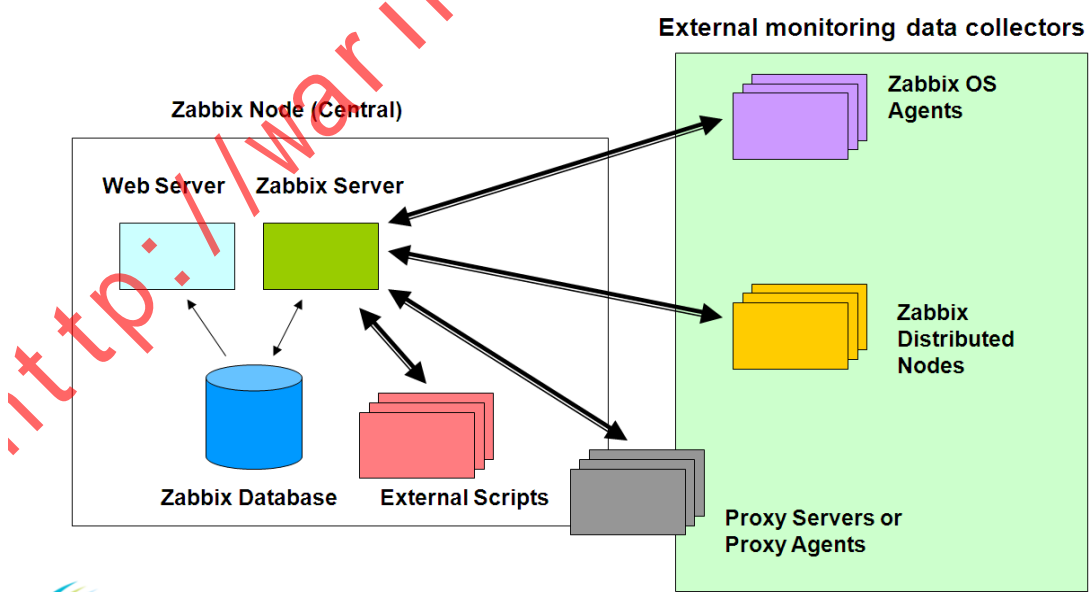 External monitoring data collectors
Zabbix Node (Central)
Zabbix OS
Agents
Web Server
Zabbix Server
Zabbix
Distributed
Nodes
Zabbix Database
External Scripts
Proxy Servers or
Proxy Agents